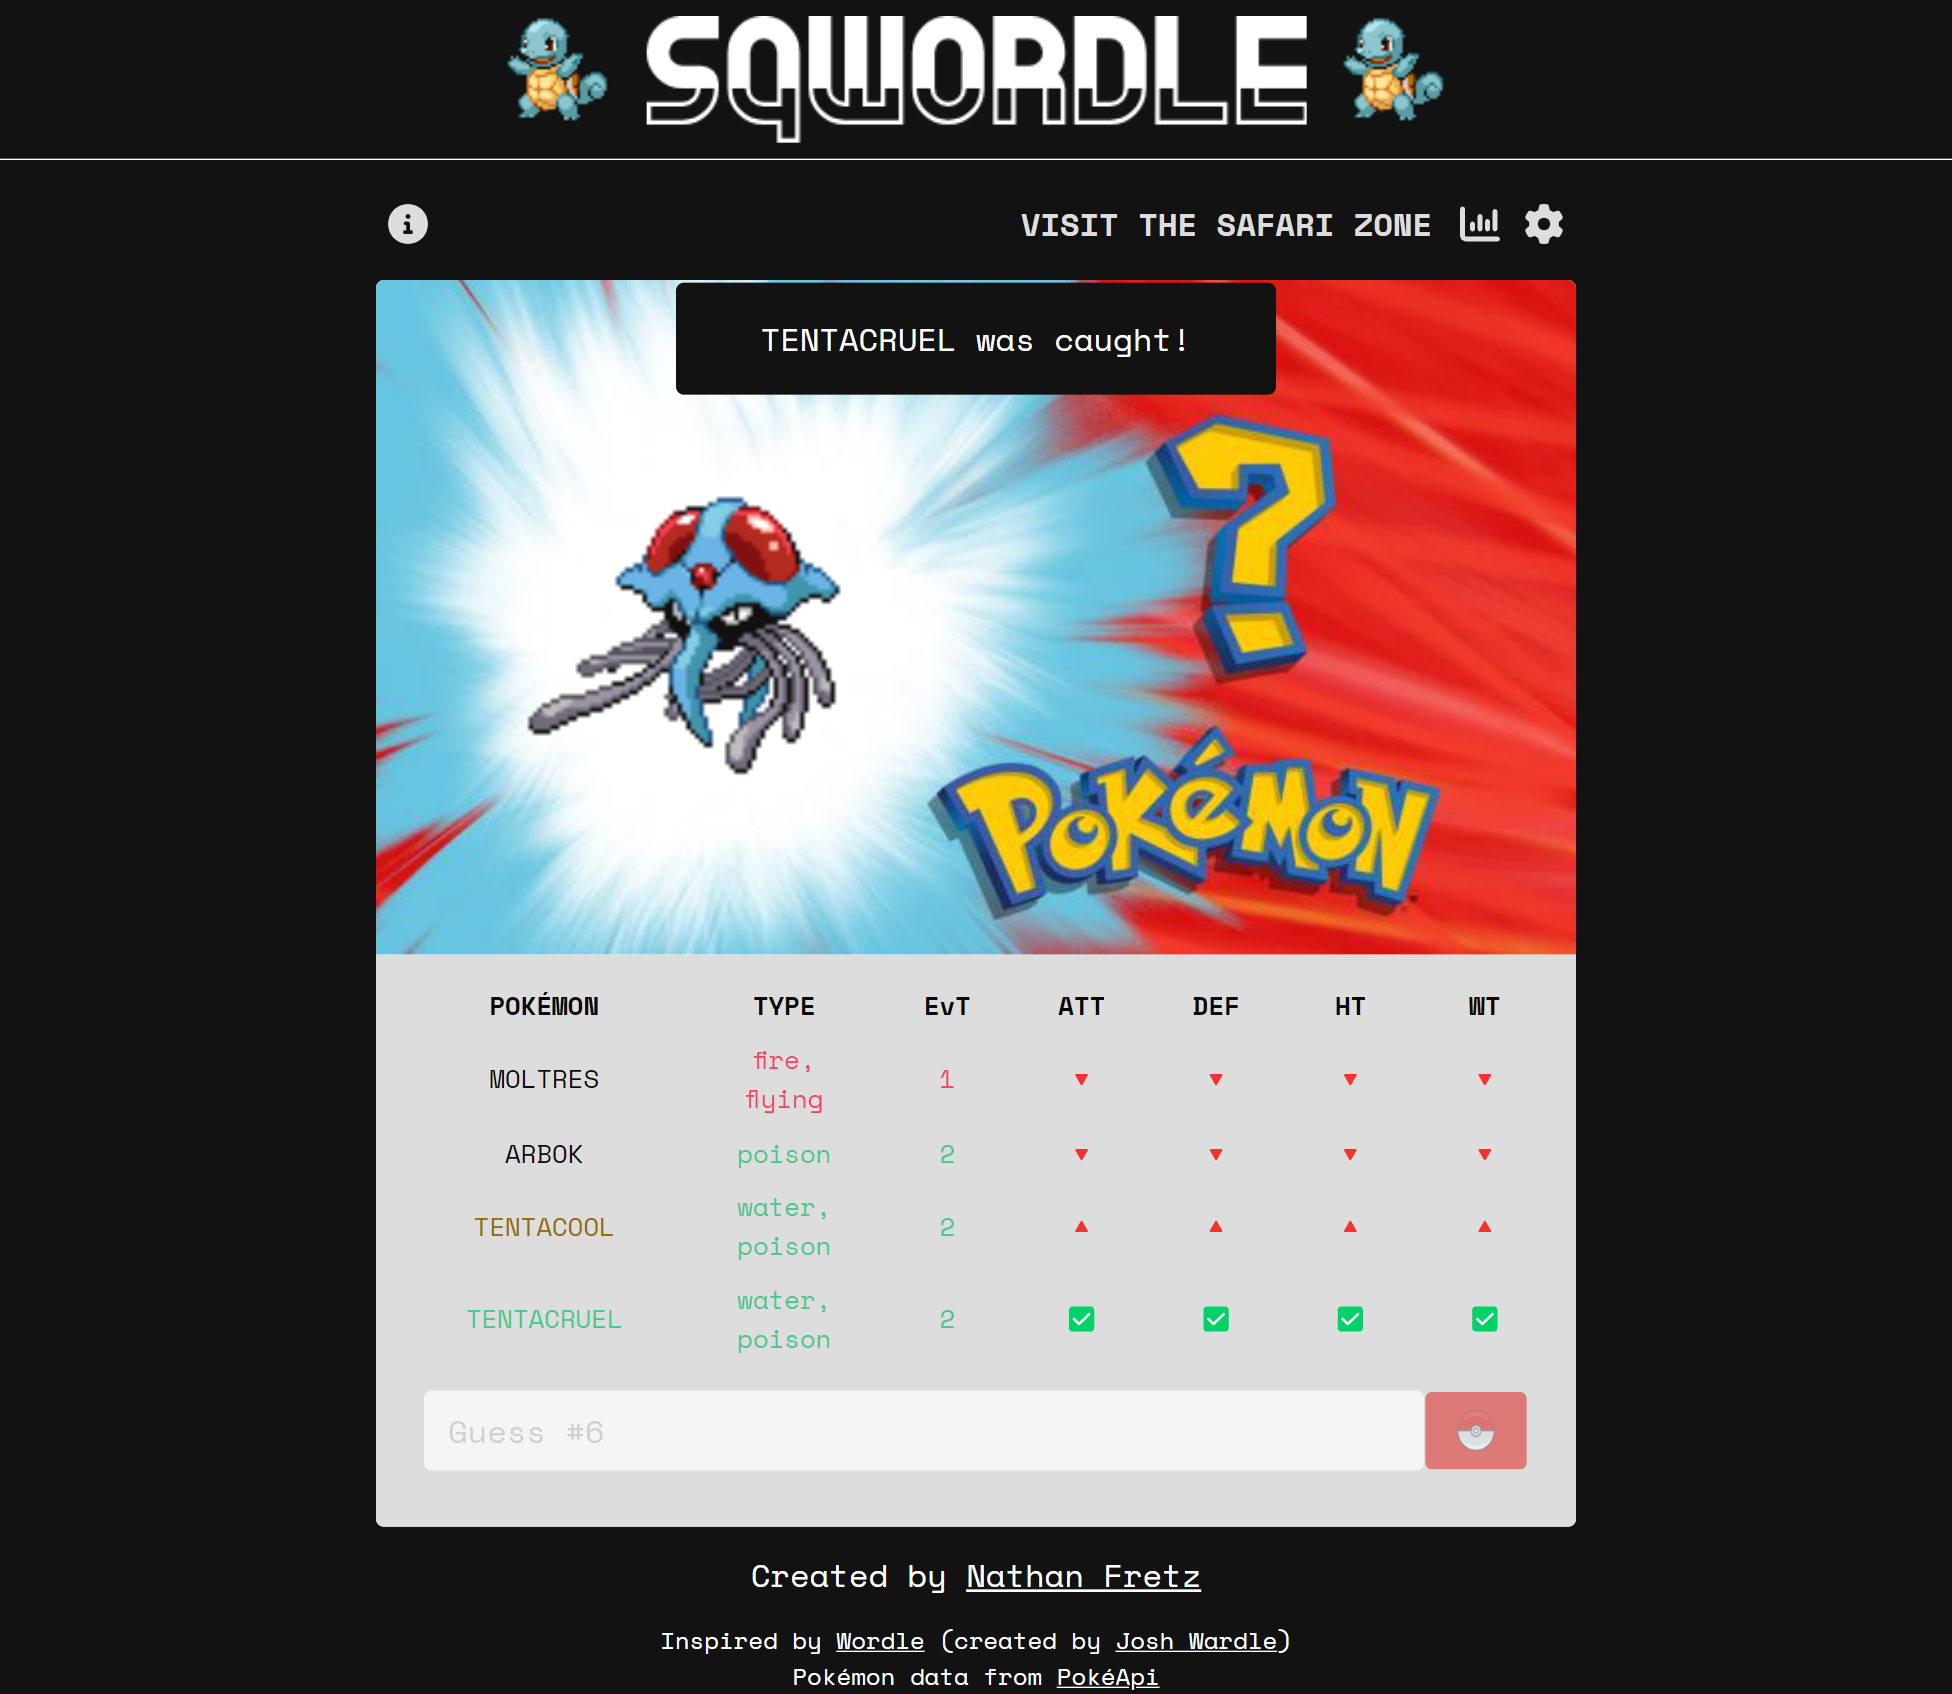 SQWORDLE
VISIT THE SAFARI ZONE
TENTACRUEL was caught!
?
POKéMON
POKÉMON TYPE EvT ATT DEF HT WT
fire,
MOLTRES 1 ▼ ▼ ▼ ▼
flying
ARBOK poison 2 ▼ ▼ ▼ ▼
water,
TENTACOOL 2 ▲ ▲ ▲ ▲
poison
water,
TENTACRUEL 2 ✅ ✅ ✅ ✅
poison
Guess #6
Created by Nathan Fretz
Inspired by Wordle (created by Josh Wardle)
Pokémon data from PokéApi